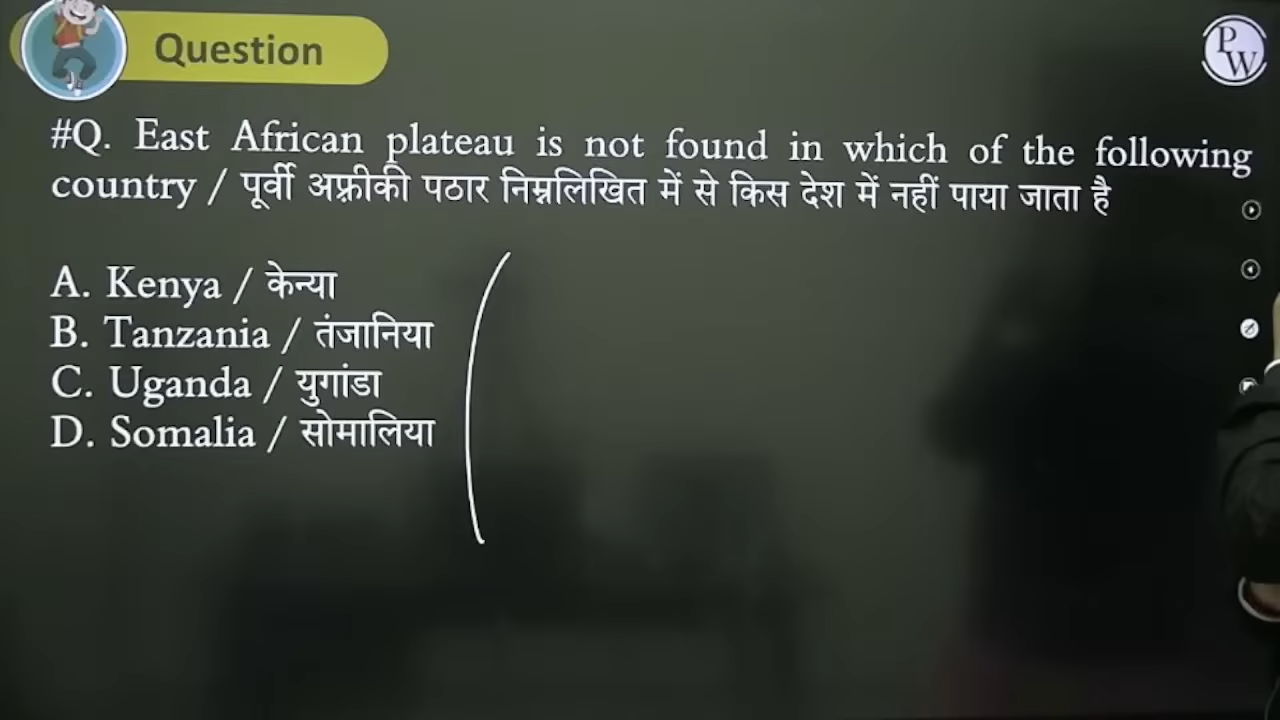 Question
PW
#Q. East African plateau is not found in which of the following
country / पूर्वी अफ़्रीकी पठार निम्नलिखित में से किस देश में नहीं पाया जाता है
A. Kenya / केन्या
B. Tanzania / तंजानिया
C. Uganda / युगांडा
D. Somalia / सोमालिया